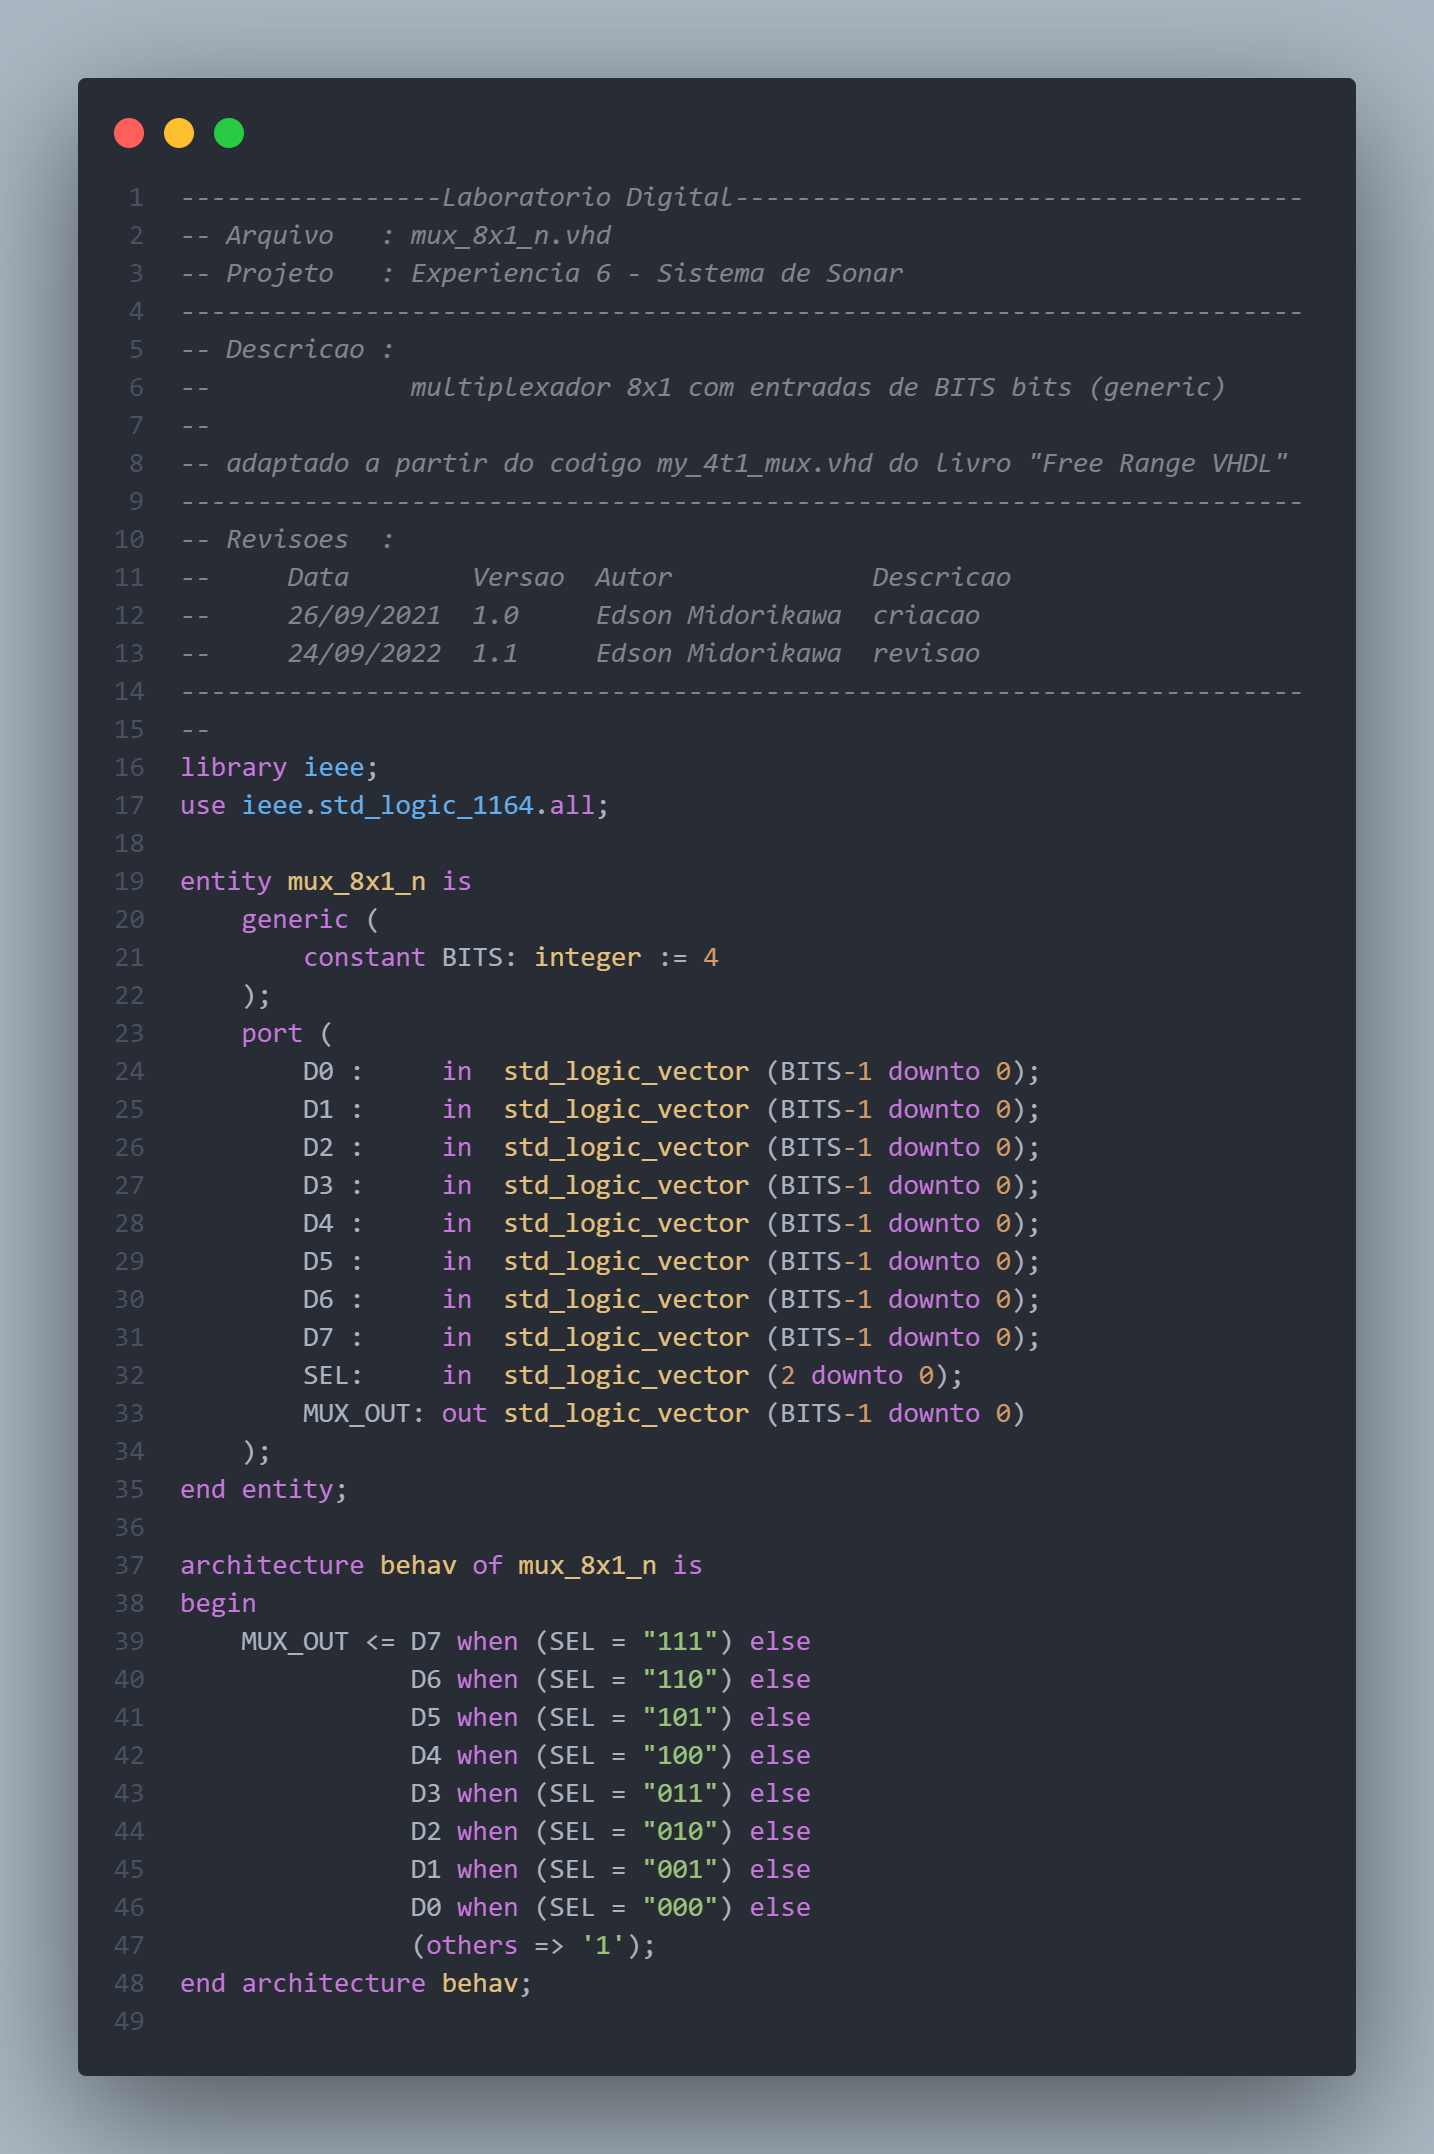 1 -----------------Laboratorio Digital-------------------------------------
2 -- Arquivo   : mux_8x1_n.vhd
3 -- Projeto   : Experiencia 6 - Sistema de Sonar
4 -------------------------------------------------------------------------
5 -- Descricao :
6 --             multiplexador 8x1 com entradas de BITS bits (generic)
7 --
8 -- adaptado a partir do codigo my_4t1_mux.vhd do livro "Free Range VHDL"
9 -------------------------------------------------------------------------
10 -- Revisoes  :
11 --     Data        Versao  Autor             Descricao
12 --     26/09/2021  1.0     Edson Midorikawa  criacao
13 --     24/09/2022  1.1     Edson Midorikawa  revisao
14 -------------------------------------------------------------------------
15 --
16 library ieee;
17 use ieee.std_logic_1164.all;
18
19 entity mux_8x1_n is
20     generic (
21         constant BITS: integer := 4
22     );
23     port (
24         D0 :     in  std_logic_vector (BITS-1 downto 0);
25         D1 :     in  std_logic_vector (BITS-1 downto 0);
26         D2 :     in  std_logic_vector (BITS-1 downto 0);
27         D3 :     in  std_logic_vector (BITS-1 downto 0);
28         D4 :     in  std_logic_vector (BITS-1 downto 0);
29         D5 :     in  std_logic_vector (BITS-1 downto 0);
30         D6 :     in  std_logic_vector (BITS-1 downto 0);
31         D7 :     in  std_logic_vector (BITS-1 downto 0);
32         SEL:     in  std_logic_vector (2 downto 0);
33         MUX_OUT: out std_logic_vector (BITS-1 downto 0)
34     );
35 end entity;
36
37 architecture behav of mux_8x1_n is
38 begin
39     MUX_OUT <= D7 when (SEL = "111") else
40                D6 when (SEL = "110") else
41                D5 when (SEL = "101") else
42                D4 when (SEL = "100") else
43                D3 when (SEL = "011") else
44                D2 when (SEL = "010") else
45                D1 when (SEL = "001") else
46                D0 when (SEL = "000") else
47                (others => '1');
48 end architecture behav;
49